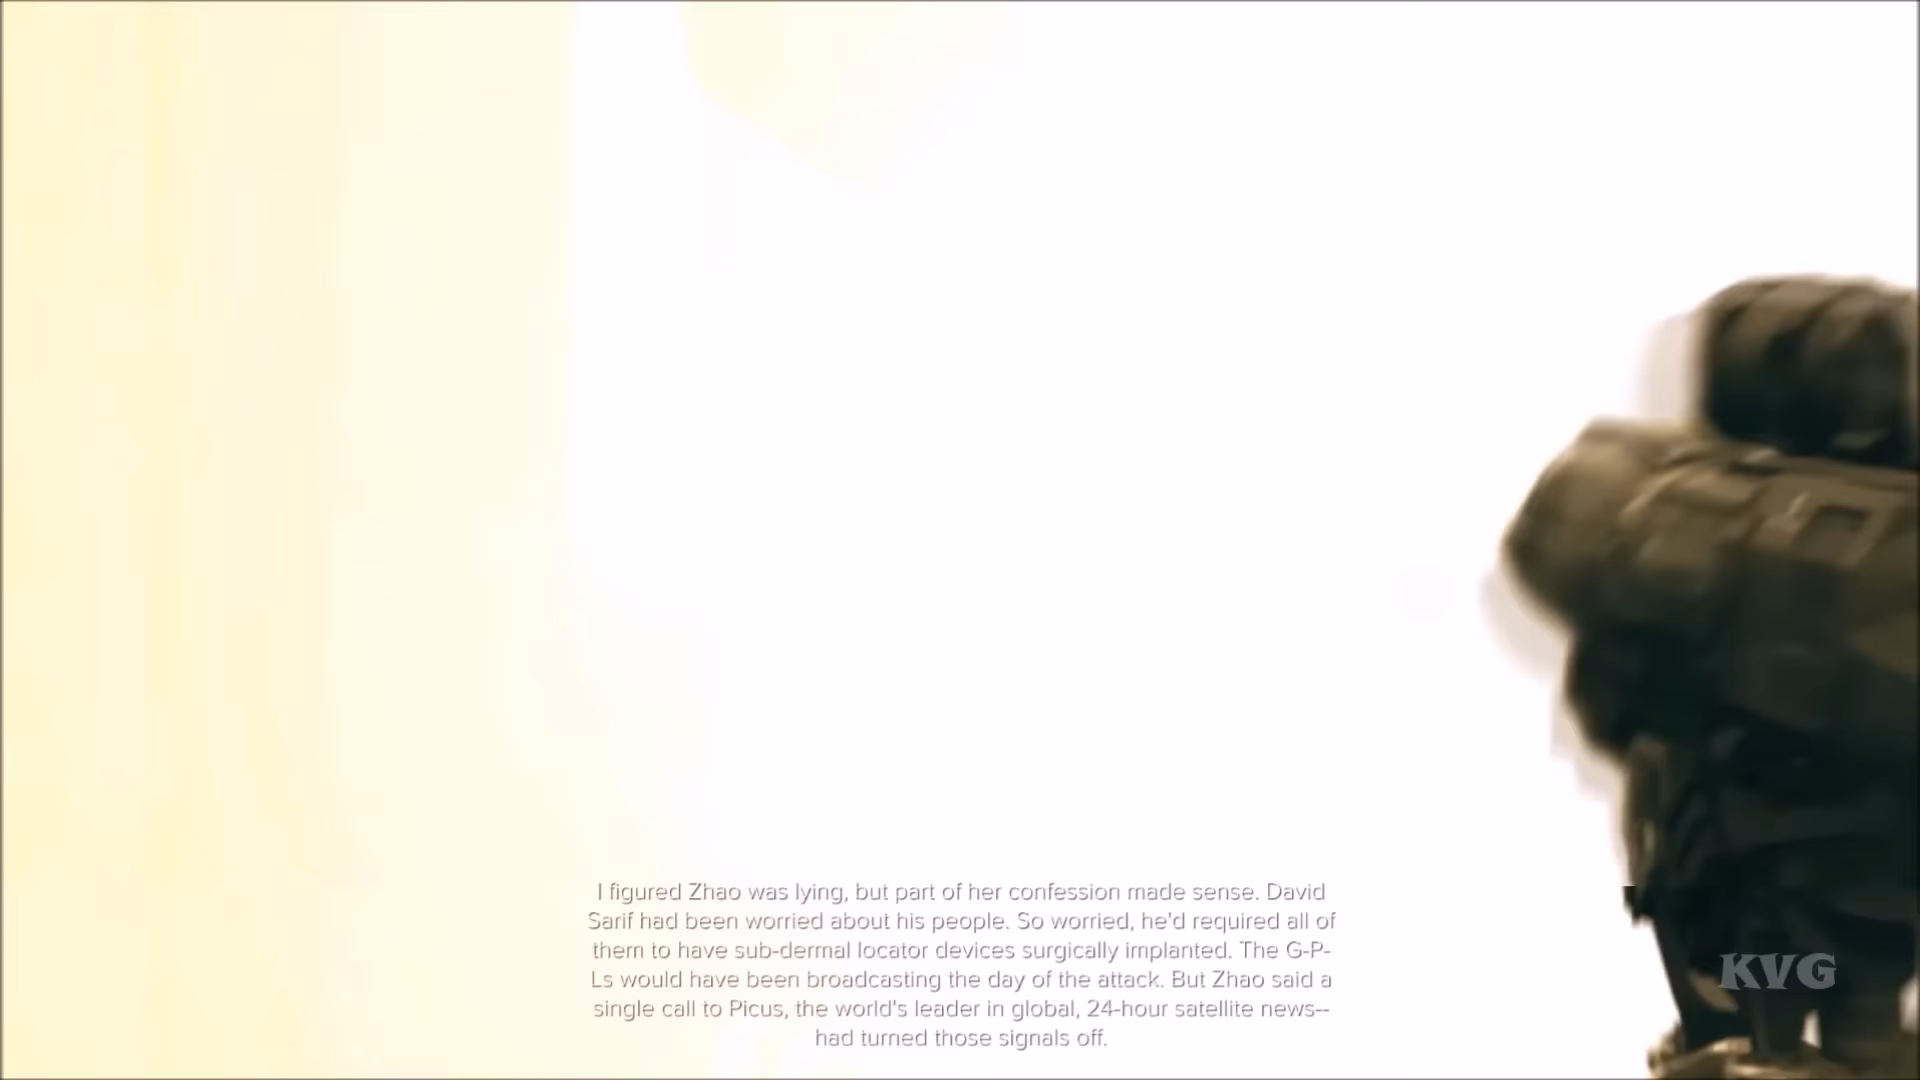 I figured Zhao was lying, but part of her confession made sense. David
Sarif had been worried about his people. So worried, he'd required all of
them to have sub-dermal locator devices surgically implanted. The G-P-
Ls would have been broadcasting the day of the attack. But Zhao said a
single call to Picus, the world's leader in global, 24-hour satellite news--
had turned those signals off.
KVG